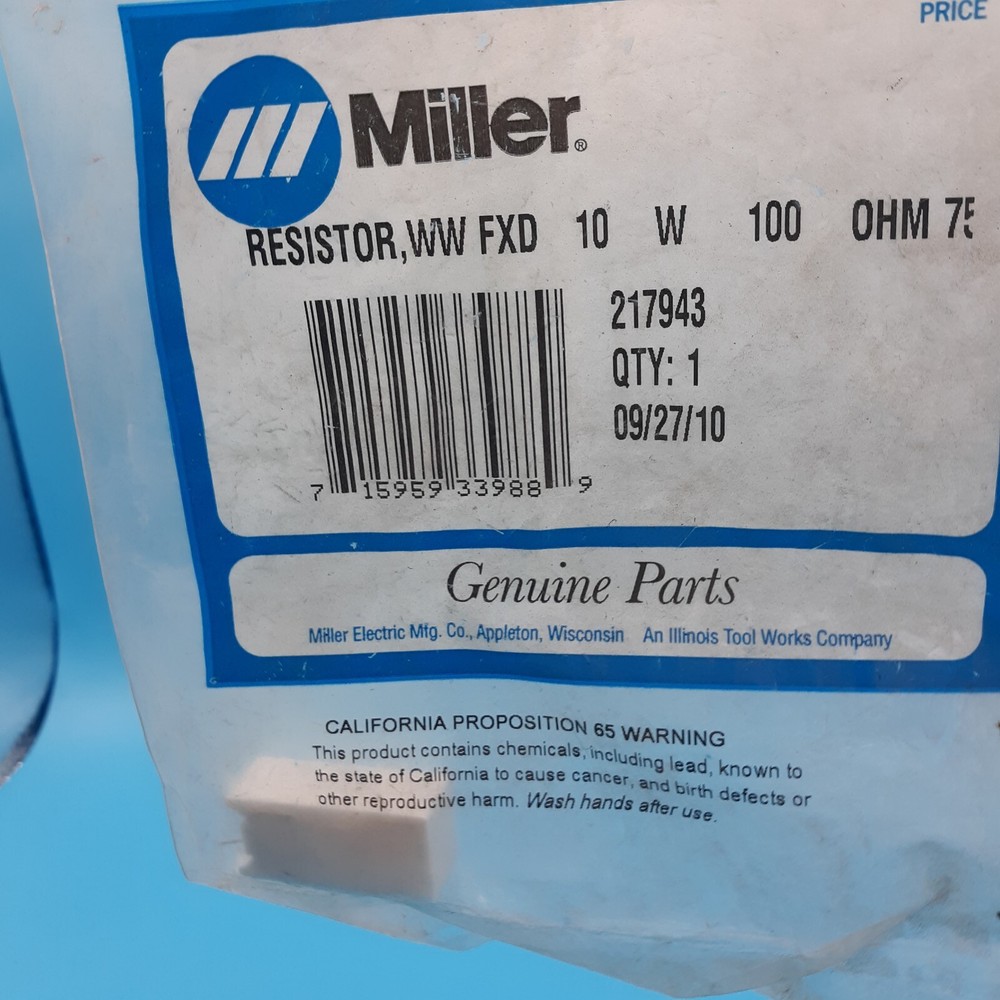 PRICE
Miller®
RESISTOR,WW FXD 10 W 100 OHM 75
217943
QTY: 1
09/27/10
7 15959 33988 9
Genuine Parts
Miller Electric Mfg. Co., Appleton, Wisconsin An Illinois Tool Works Company
CALIFORNIA PROPOSITION 65 WARNING
This product contains chemicals, including lead, known to
the state of California to cause cancer, and birth defects or
other reproductive harm. Wash hands after use.